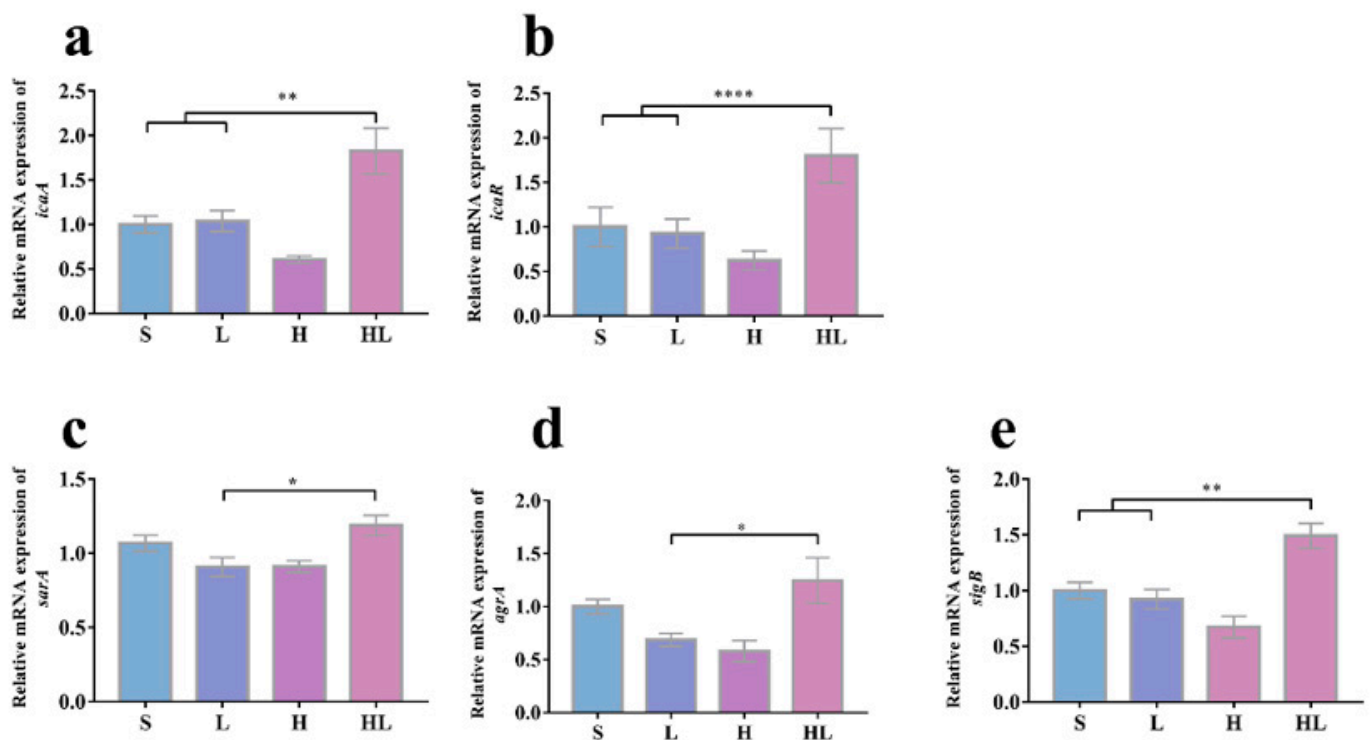 a
Relative mRNA expression of
icaA
2.5
2.0
1.5
1.0
0.5
0.0
**
S L H HL
b
Relative mRNA expression of
icaR
2.5
2.0
1.5
1.0
0.5
0.0
****
S L H HL
c
Relative mRNA expression of
sarA
1.5
1.0
0.5
0.0
*
S L H HL
d
Relative mRNA expression of
agrA
2.0
1.5
1.0
0.5
0.0
*
S L H HL
e
Relative mRNA expression of
sigB
2.0
1.5
1.0
0.5
0.0
**
S L H HL